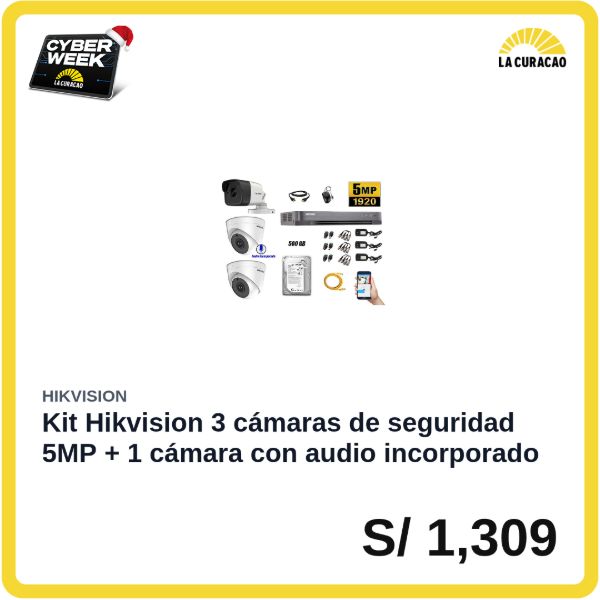 CYBER
WEEK
LA CURACAO
LA CURACAO
5MP
1920
500 GB
HIKVISION
Kit Hikvision 3 cámaras de seguridad
5MP + 1 cámara con audio incorporado
S/ 1,309